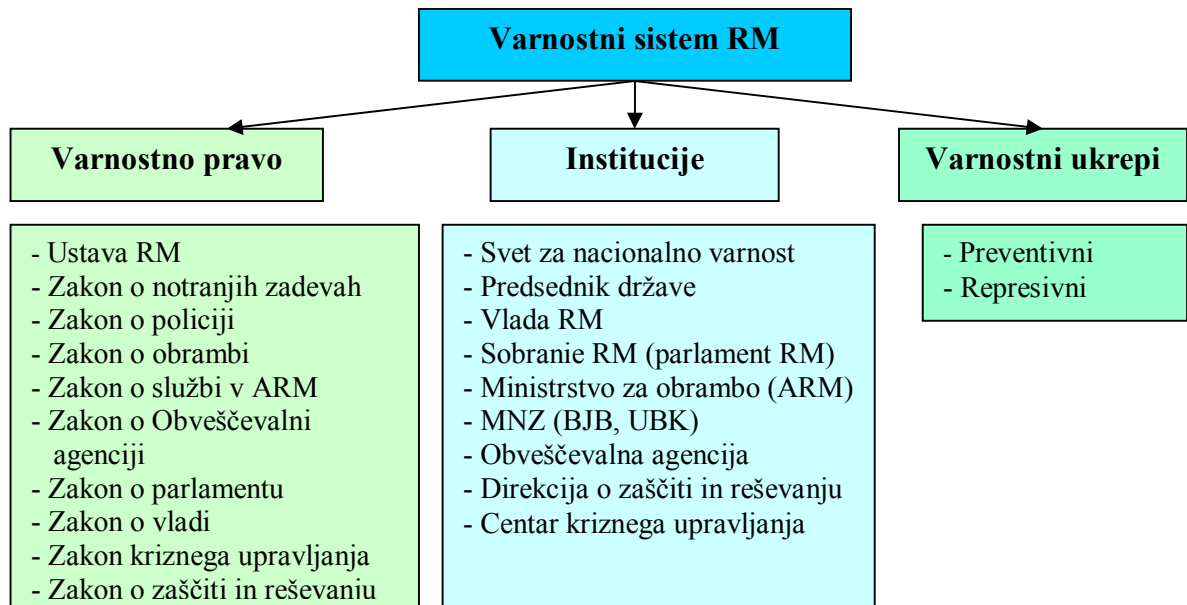 Varnostni sistem RM
Varnostno pravo
Institucije
Varnostni ukrepi
- Ustava RM
- Zakon o notranjih zadevah
- Zakon o policiji
- Zakon o obrambi
- Zakon o službi v ARM
- Zakon o Obveščevalni
agenciji
- Zakon o parlamentu
- Zakon o vladi
- Zakon kriznega upravljanja
- Zakon o zaščiti in reševanju
- Svet za nacionalno varnost
- Predsednik države
- Vlada RM
- Sobranie RM (parlament RM)
- Ministrstvo za obrambo (ARM)
- MNZ (BJB, UBK)
- Obveščevalna agencija
- Direkcija o zaščiti in reševanju
- Centar kriznega upravljanja
- Preventivni
- Represivni